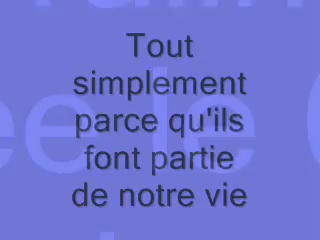 Tout
simplement
parce qu'ils
font partie
de notre vie